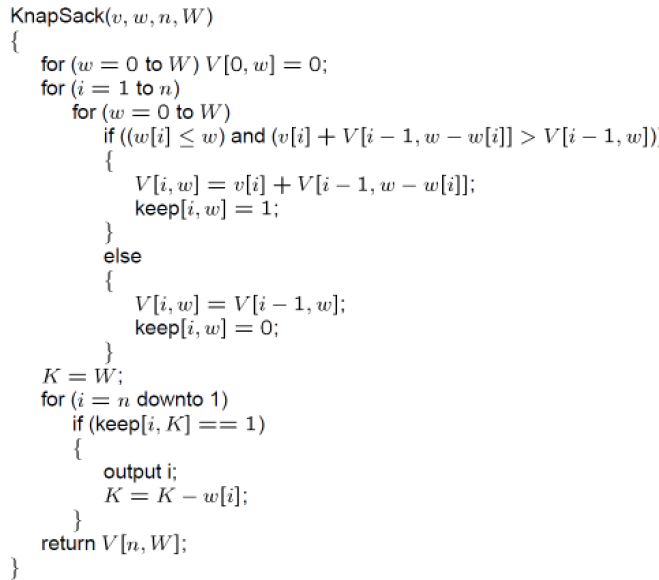 KnapSack(v, w, n, W)
{
for (w = 0 to W) V[0, w] = 0;
for (i = 1 to n)
for (w = 0 to W)
if ((w[i] ≤ w) and (v[i] + V[i − 1, w − w[i]] > V[i − 1, w]))
{
V[i, w] = v[i] + V[i − 1, w − w[i]];
keep[i, w] = 1;
}
else
{
V[i, w] = V[i − 1, w];
keep[i, w] = 0;
}
K = W;
for (i = n downto 1)
if (keep[i, K] == 1)
{
output i;
K = K − w[i];
}
return V[n, W];
}